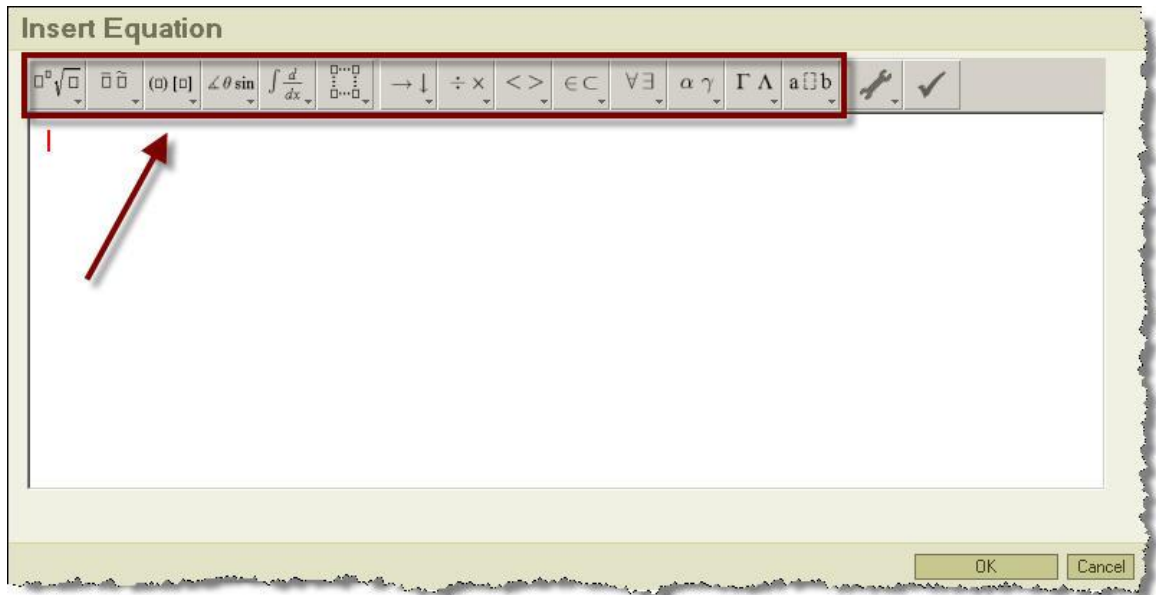 Insert Equation
□^□ √□ □̄ □̃ (□) [□] ∠θ sin ∫ d/dx □···□ □···□ → ↓ ÷ × < > ∈ ⊂ ∀ ∃ α γ Γ Λ a□b
OK Cancel